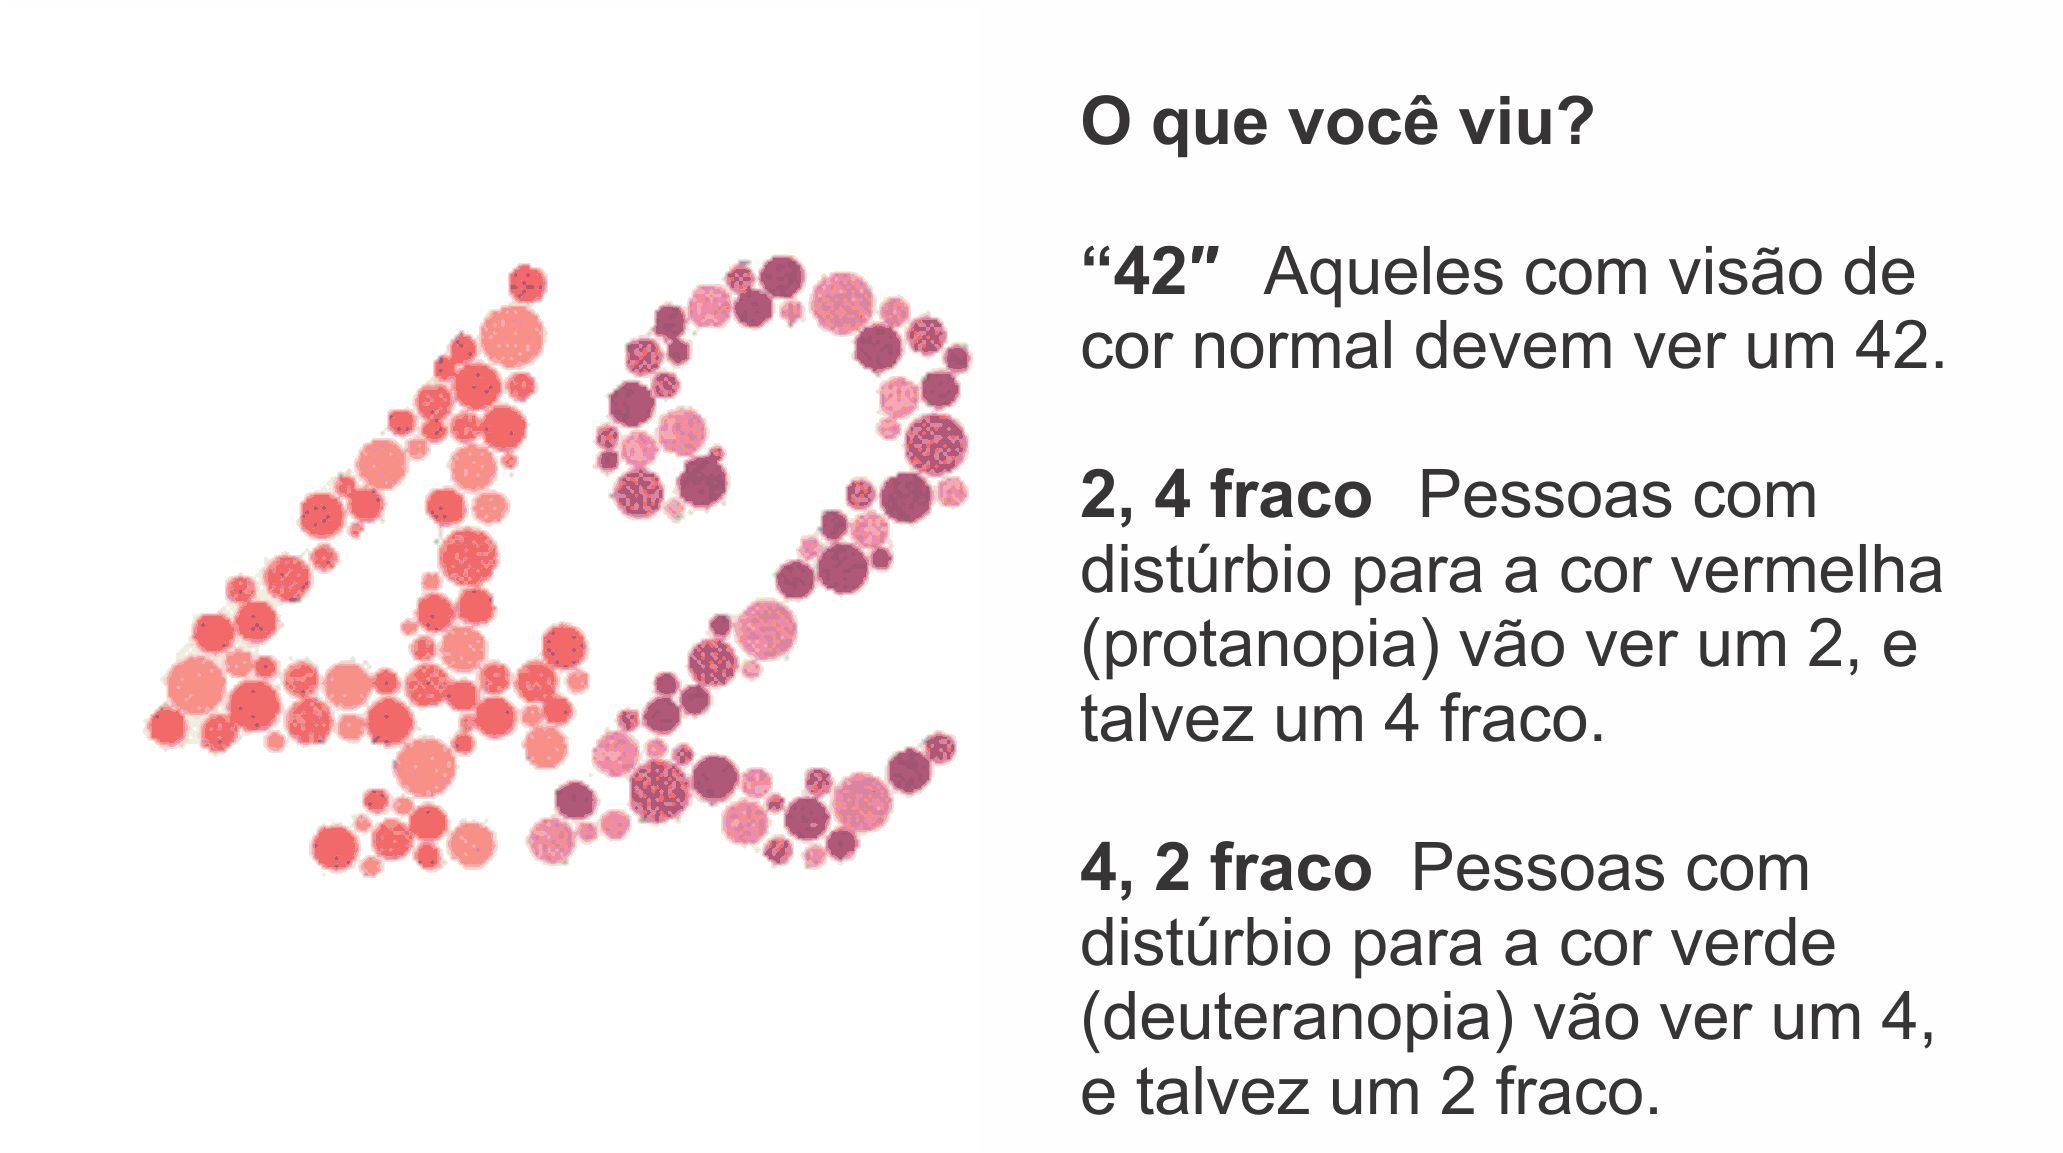 42
O que você viu?
“42″ Aqueles com visão de
cor normal devem ver um 42.
2, 4 fraco Pessoas com
distúrbio para a cor vermelha
(protanopia) vão ver um 2, e
talvez um 4 fraco.
4, 2 fraco Pessoas com
distúrbio para a cor verde
(deuteranopia) vão ver um 4,
e talvez um 2 fraco.